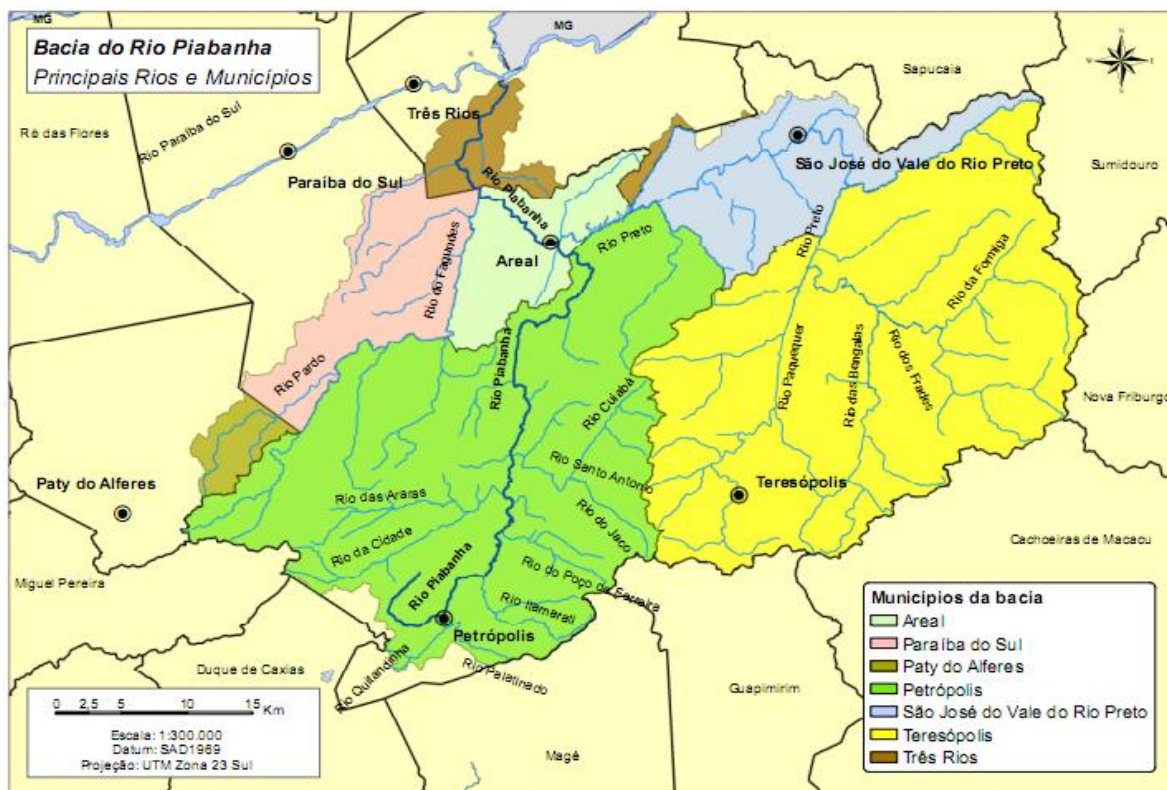 Bacia do Rio Piabanha
Principais Rios e Municípios
MG
MG
Sapucaia
Três Rios
Rio das Flores
Rio Paraíba do Sul
São José do Vale do Rio Preto
Sumidouro
Paraíba do Sul
Rio Piabanha
Rio Preto
Areal
Rio do Fagundes
Rio Preto
Rio da Formiga
Rio Piabanha
Rio Pardo
Rio Paquequer
Rio das Bengalas
Rio dos Frades
Rio Cuiabá
Nova Friburgo
Rio Santo Antonio
Teresópolis
Paty do Alferes
Rio das Araras
Rio do Jaco
Rio da Cidade
Cachoeiras de Macacu
Miguel Pereira
Rio Piabanha
Rio do Poço do Ferreira
Rio Itamarati
Petrópolis
Duque de Caxias
Rio Quitandinha
Rio Palatinado
Guapimirim
Magé
Municípios da bacia
Areal
Paraíba do Sul
Paty do Alferes
Petrópolis
São José do Vale do Rio Preto
Teresópolis
Três Rios
0 2,5 5 10 15 Km
Escala: 1:300.000
Datum: SAD1969
Projeção: UTM Zona 23 Sul